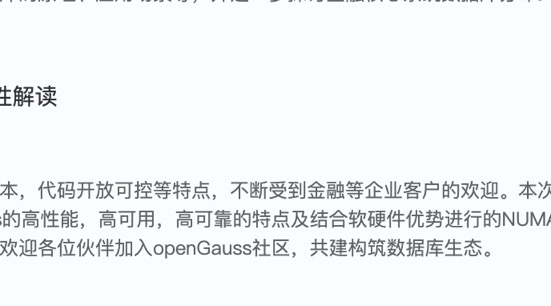 性解读
本，代码开放可控等特点，不断受到金融等企业客户的欢迎。本次
s的高性能，高可用，高可靠的特点及结合软硬件优势进行的NUMA
欢迎各位伙伴加入openGauss社区，共建构筑数据库生态。